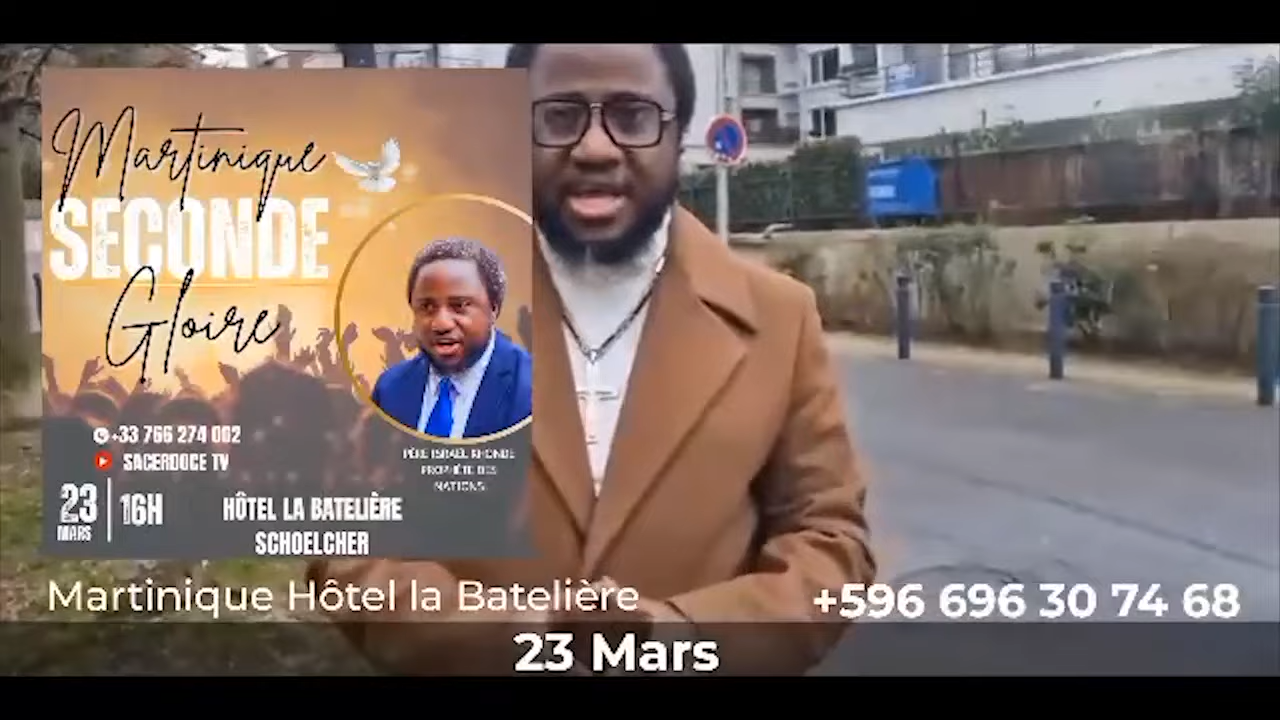 Martinique
SECONDE
Gloire
+33 766 274 002
SACERDOCE TV
PÈRE ISRAËL KHONDE
PROPHÈTE DES
NATIONS
23
MARS
16H
HÔTEL LA BATELIÈRE
SCHOELCHER
Martinique Hôtel la Batelière
+596 696 30 74 68
23 Mars